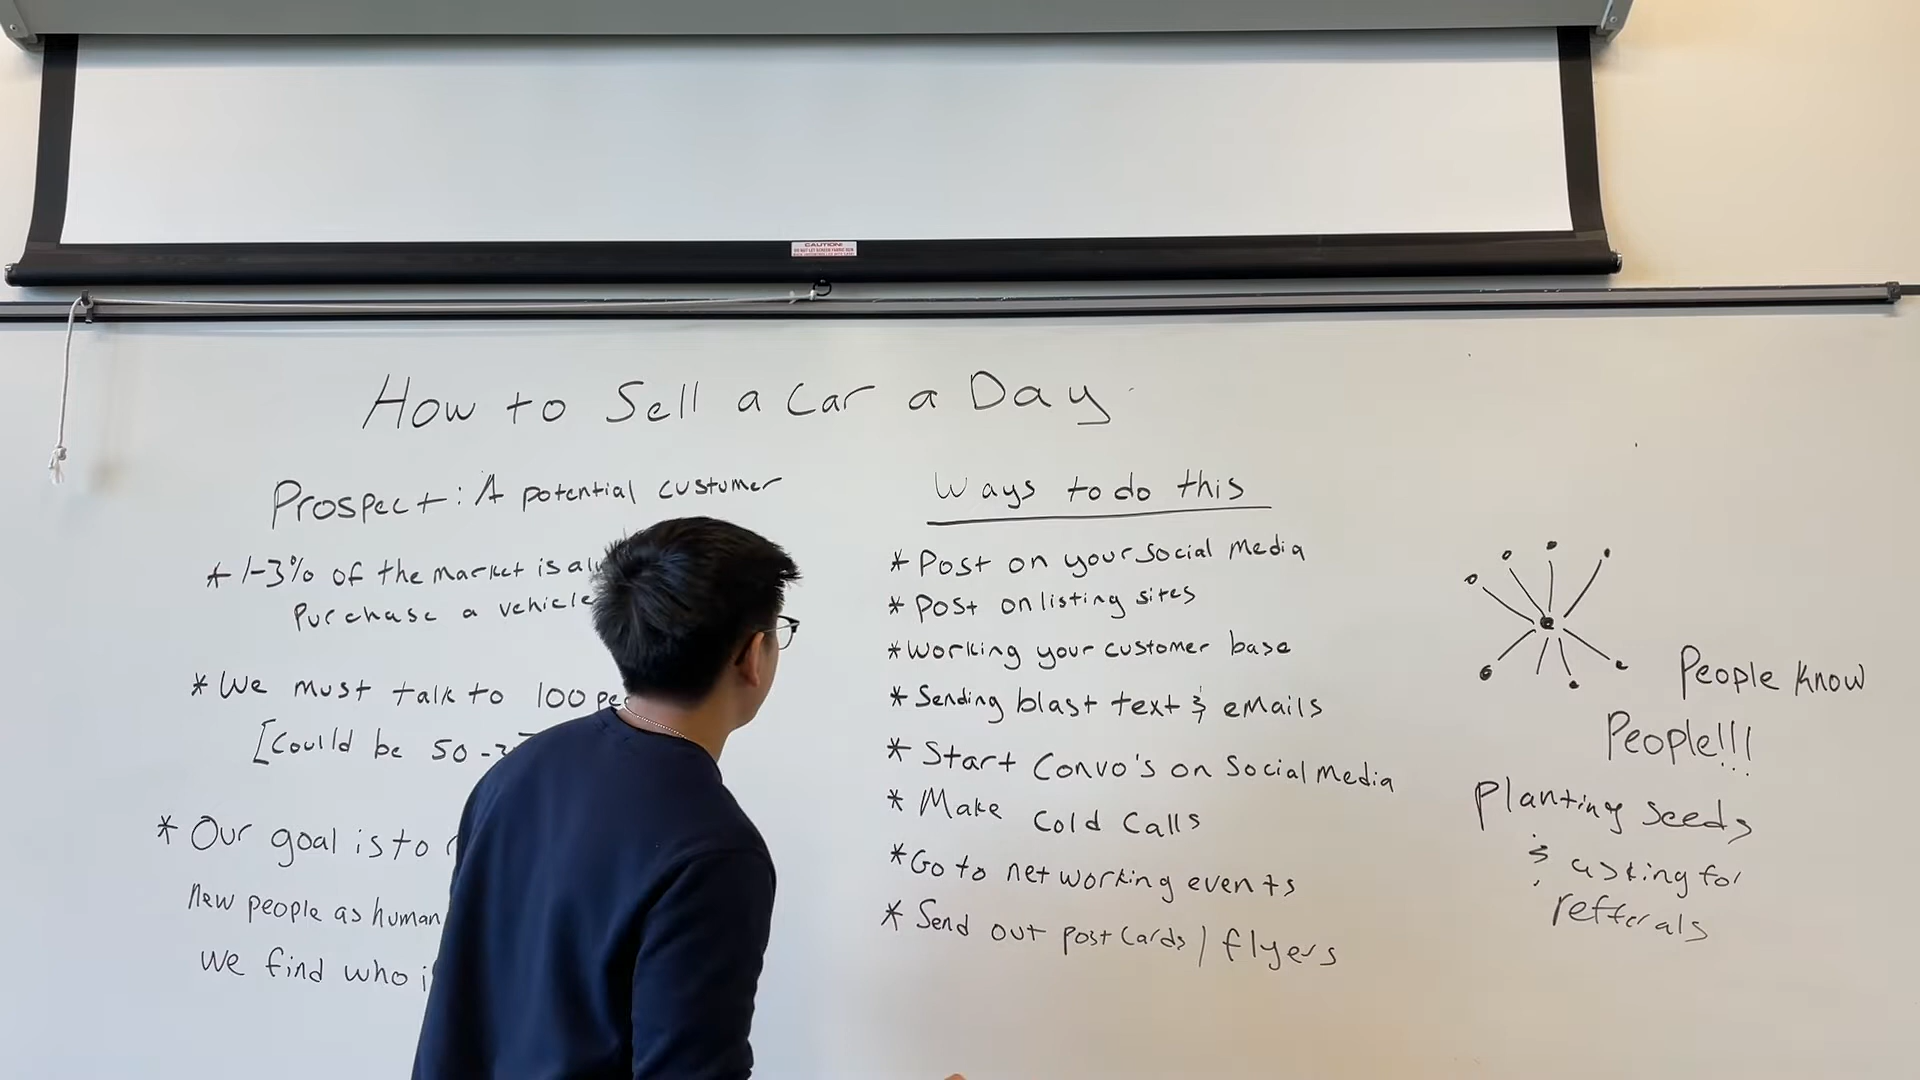 CAUTION!
How to Sell a Car a Day
Prospect: A potential custumer
* 1-3% of the market is
purchase a vehicle
* We must talk to 100
[Could be 50-
* Our goal is to
new people as human
we find who
Ways to do this
* Post on your social media
* Post on listing sites
* Working your customer base
* Sending blast text & emails
* Start Convo's on Social media
* Make Cold Calls
* Go to networking events
* Send out post cards / flyers
People know
People!!!
Planting seeds
& asking for
refferals